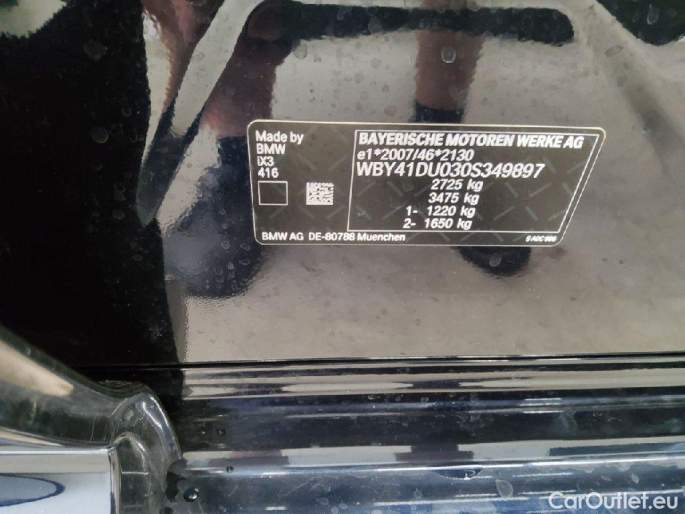 Made by
BMW
iX3
416
BAYERISCHE MOTOREN WERKE AG
e1*2007/46*2130
WBY41DU030S349897
2725 kg
3475 kg
1- 1220 kg
2- 1650 kg
BMW AG DE-80788 Muenchen
CarOutlet.eu